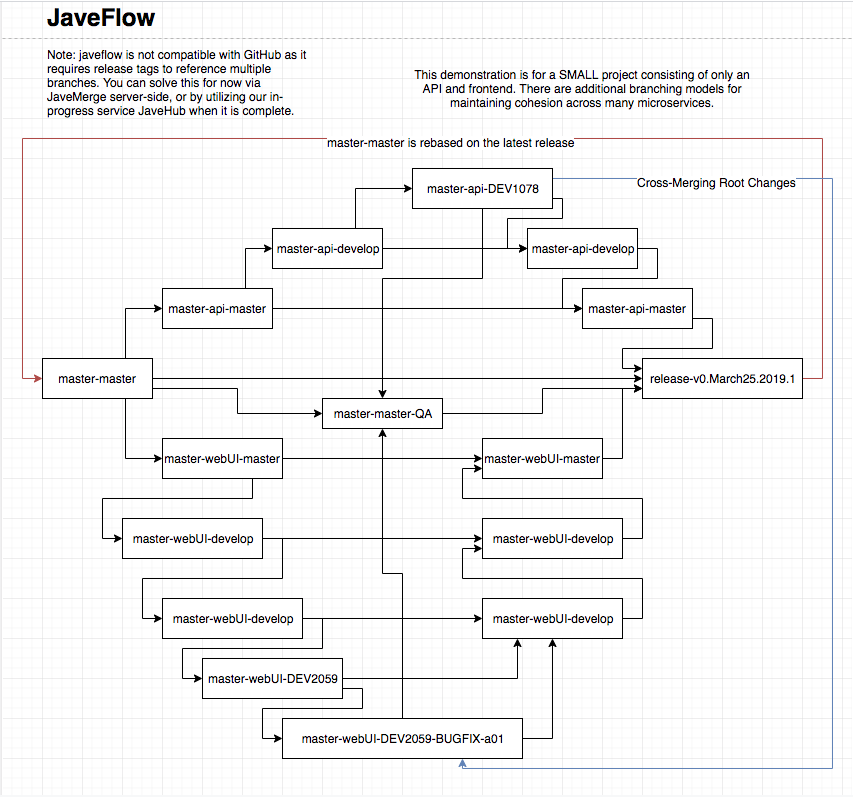 JaveFlow
Note: javeflow is not compatible with GitHub as it
requires release tags to reference multiple
branches. You can solve this for now via
JaveMerge server-side, or by utilizing our in-
progress service JaveHub when it is complete.
This demonstration is for a SMALL project consisting of only an
API and frontend. There are additional branching models for
maintaining cohesion across many microservices.
master-master is rebased on the latest release
master-api-DEV1078
Cross-Merging Root Changes
master-api-develop
master-api-develop
master-api-master
master-api-master
master-master
release-v0.March25.2019.1
master-master-QA
master-webUI-master
master-webUI-master
master-webUI-develop
master-webUI-develop
master-webUI-develop
master-webUI-develop
master-webUI-DEV2059
master-webUI-DEV2059-BUGFIX-a01